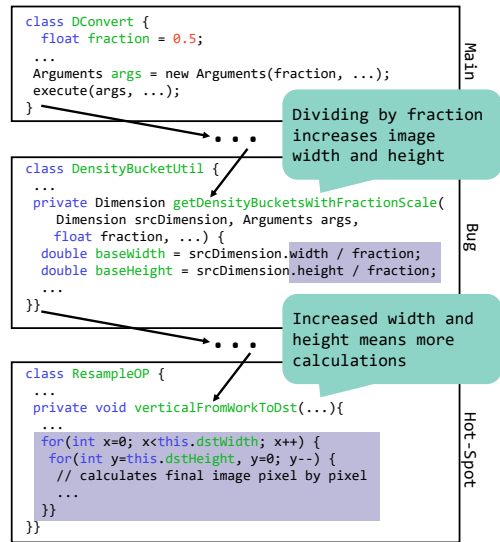 class DConvert {
float fraction = 0.5;
...
Arguments args = new Arguments(fraction, ...);
execute(args, ...);
}
Main
...
Dividing by fraction
increases image
width and height
class DensityBucketUtil {
...
private Dimension getDensityBucketsWithFractionScale(
Dimension srcDimension, Arguments args,
float fraction, ...) {
double baseWidth = srcDimension.width / fraction;
double baseHeight = srcDimension.height / fraction;
...
}}
Bug
...
Increased width and
height means more
calculations
class ResampleOP {
...
private void verticalFromWorkToDst(...){
...
for(int x=0; x<this.dstWidth; x++) {
for(int y=this.dstHeight, y=0; y--) {
// calculates final image pixel by pixel
...
}}
}}
Hot-Spot